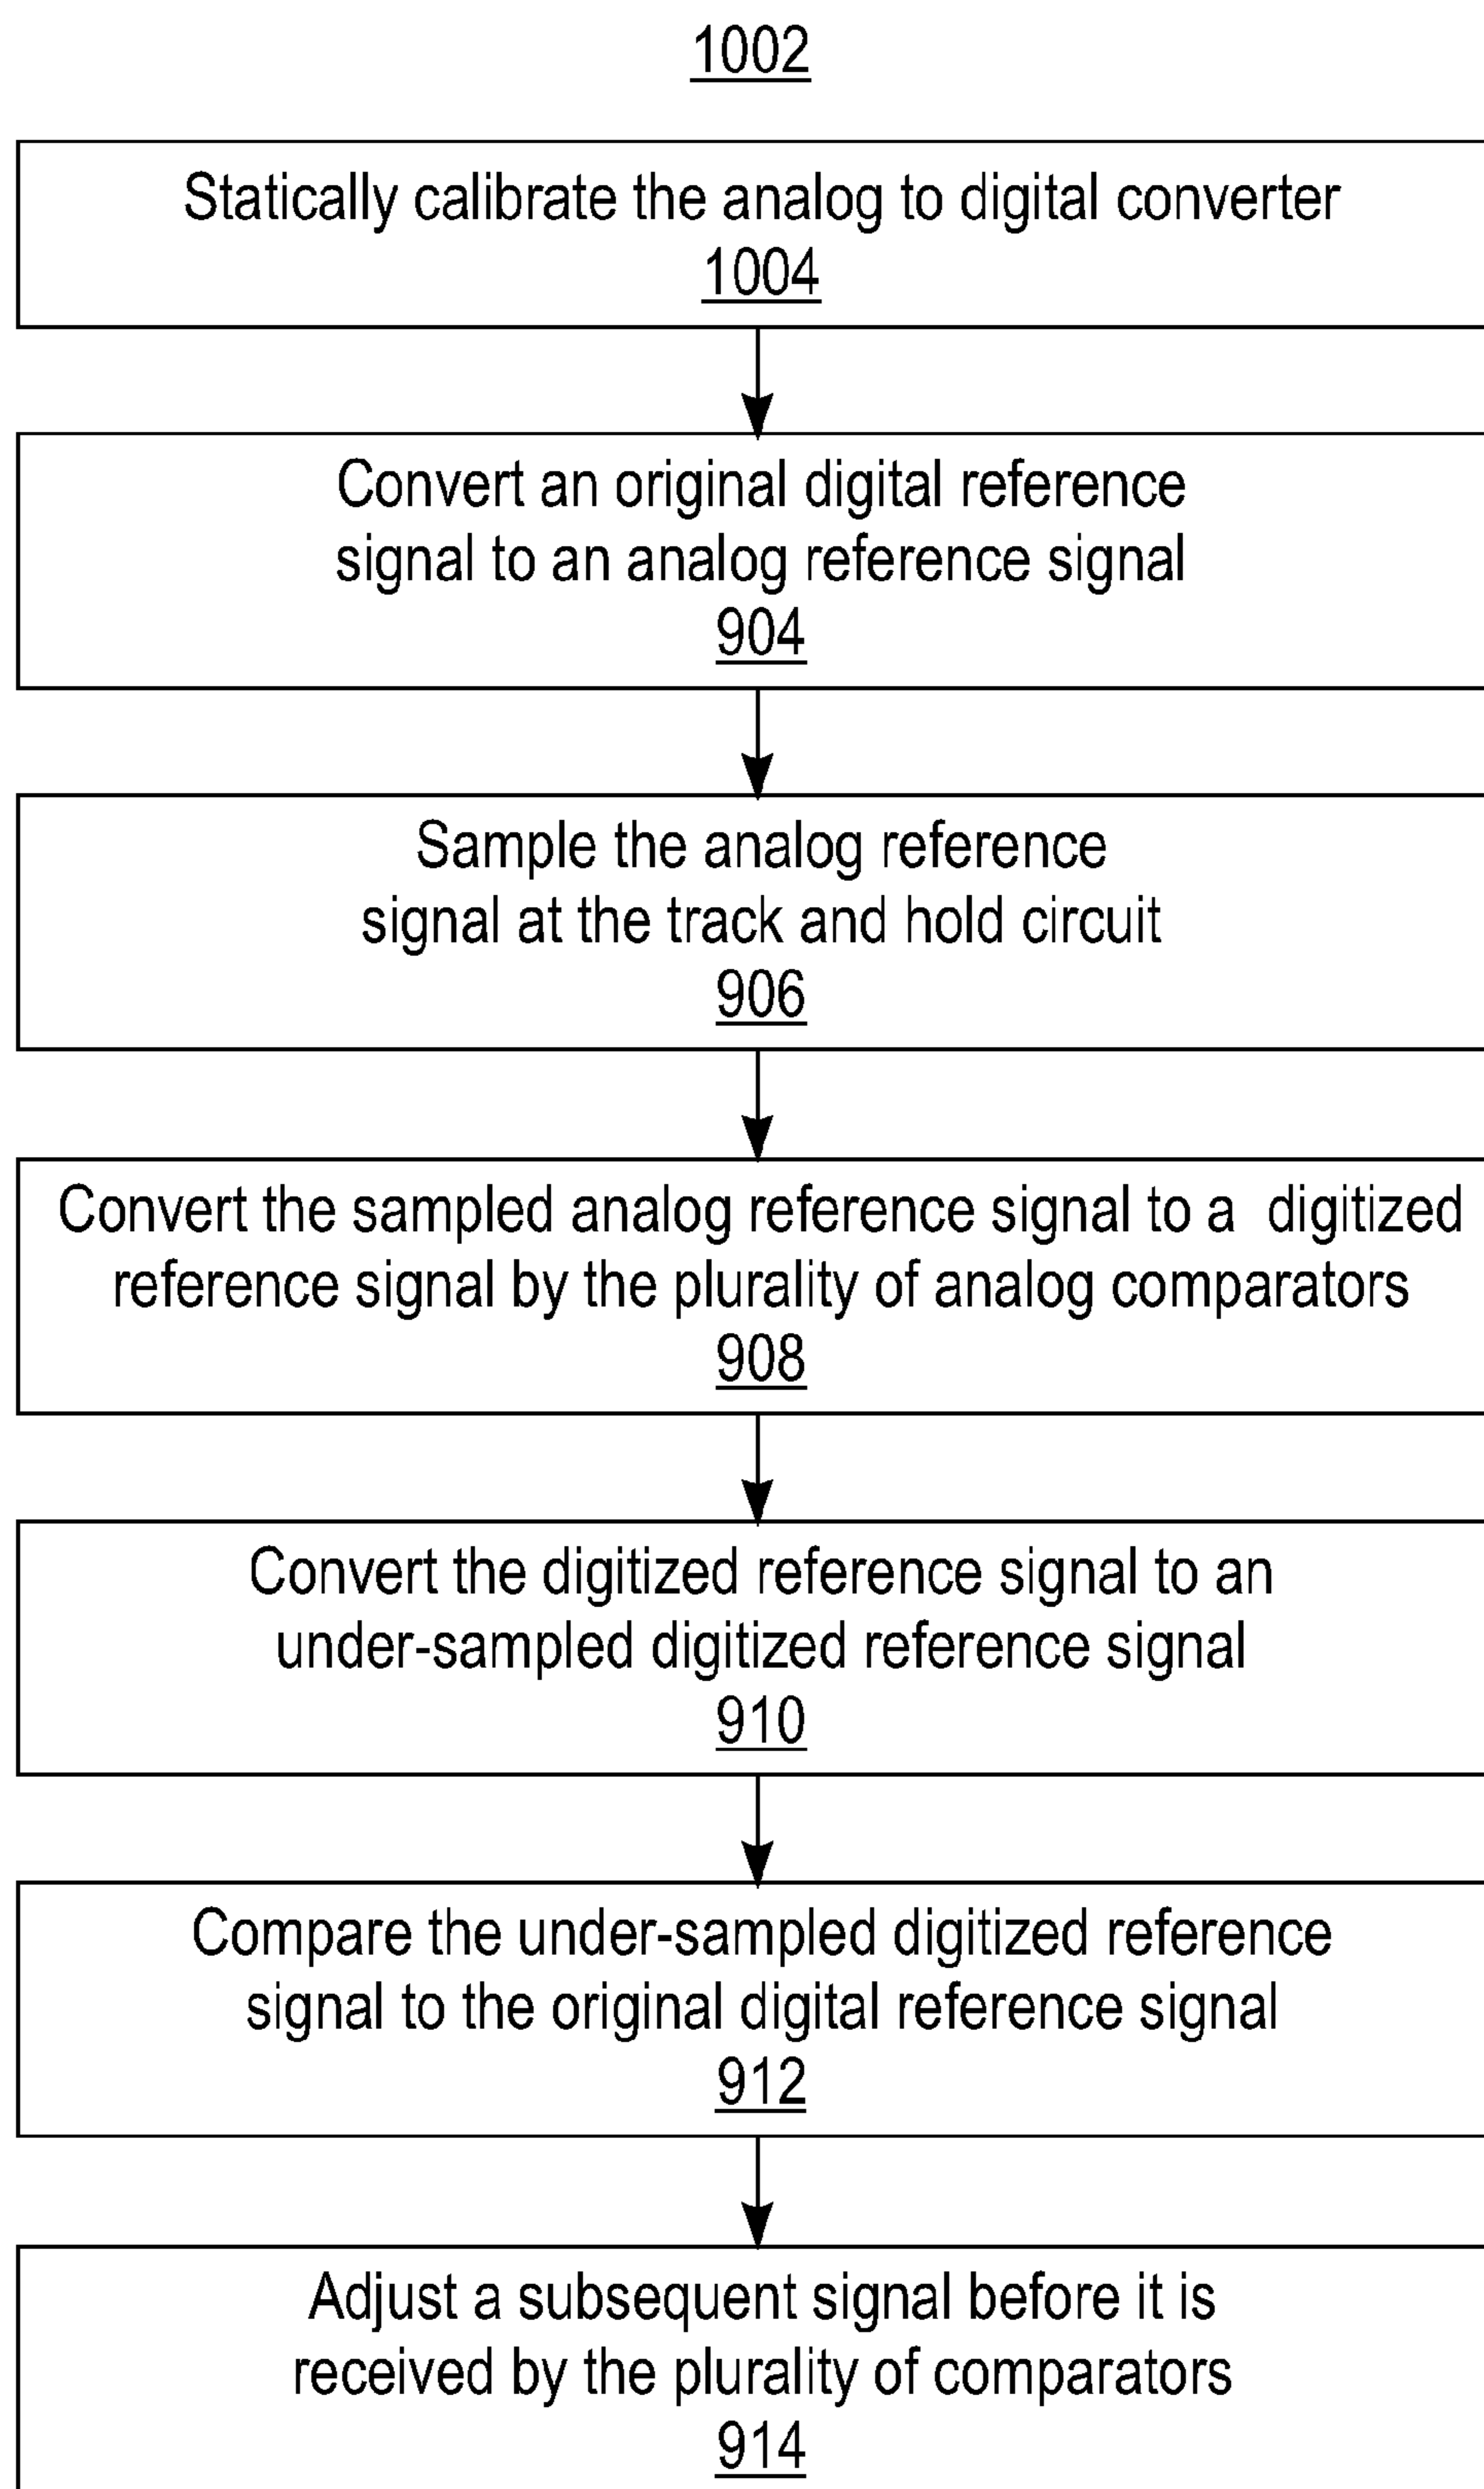 1002
Statically calibrate the analog to digital converter
1004
Convert an original digital reference
signal to an analog reference signal
904
Sample the analog reference
signal at the track and hold circuit
906
Convert the sampled analog reference signal to a digitized
reference signal by the plurality of analog comparators
908
Convert the digitized reference signal to an
under-sampled digitized reference signal
910
Compare the under-sampled digitized reference
signal to the original digital reference signal
912
Adjust a subsequent signal before it is
received by the plurality of comparators
914